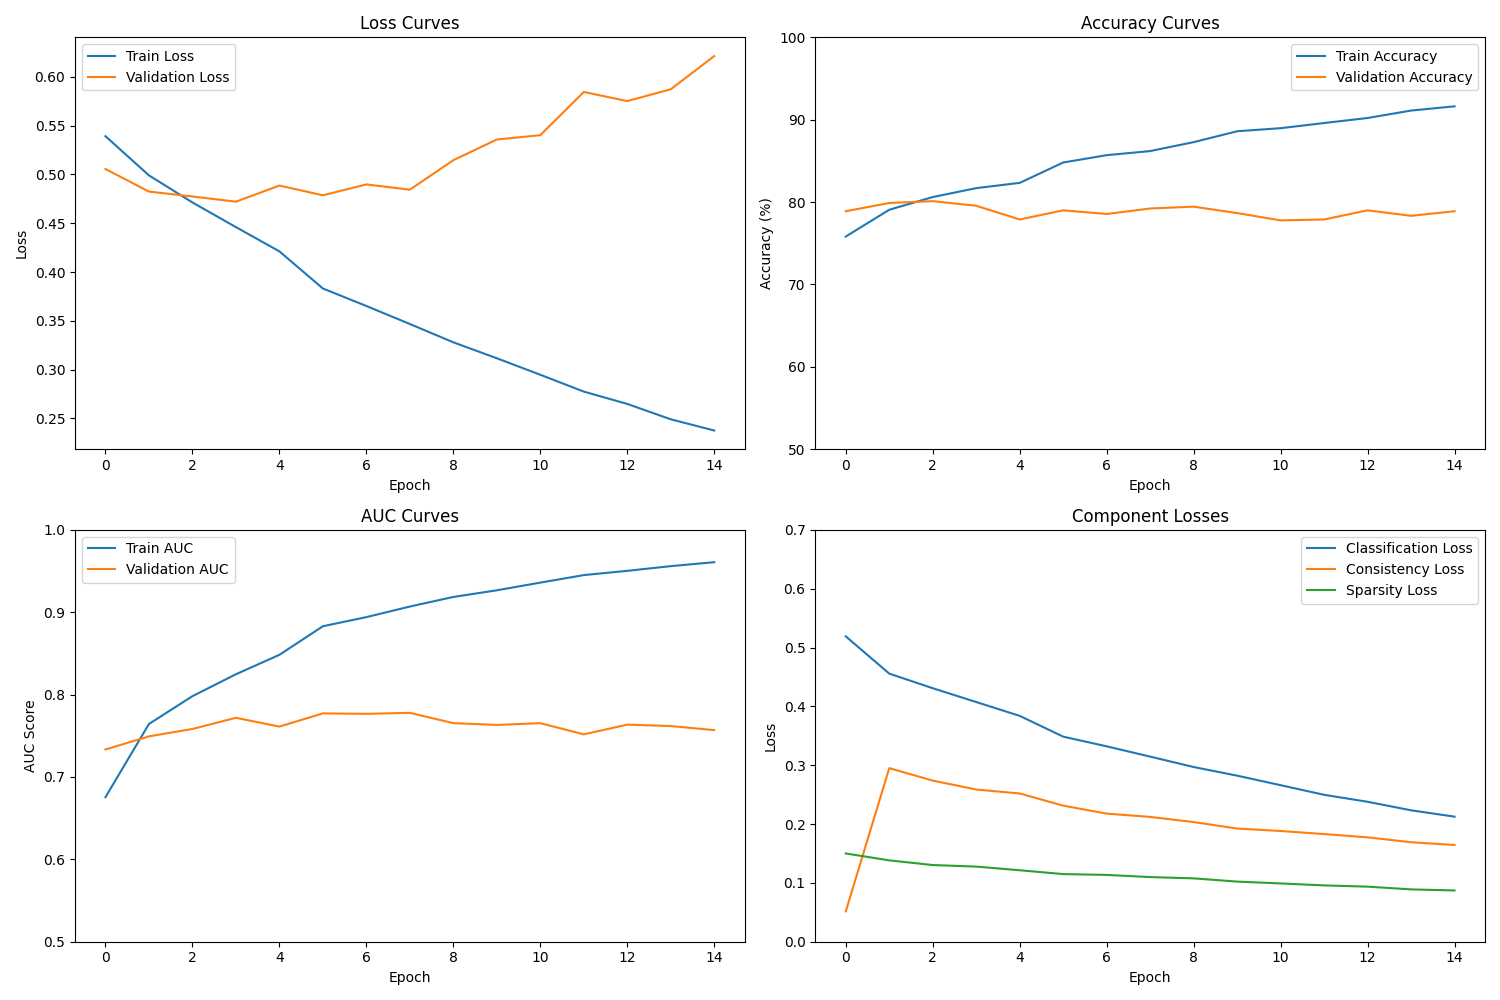 Loss Curves
Train Loss
Validation Loss
0.60
0.55
0.50
0.45
0.40
0.35
0.30
0.25
Loss
0 2 4 6 8 10 12 14
Epoch
Accuracy Curves
Train Accuracy
Validation Accuracy
100
90
80
70
60
50
Accuracy (%)
0 2 4 6 8 10 12 14
Epoch
AUC Curves
Train AUC
Validation AUC
1.0
0.9
0.8
0.7
0.6
0.5
AUC Score
0 2 4 6 8 10 12 14
Epoch
Component Losses
Classification Loss
Consistency Loss
Sparsity Loss
0.7
0.6
0.5
0.4
0.3
0.2
0.1
0.0
Loss
0 2 4 6 8 10 12 14
Epoch